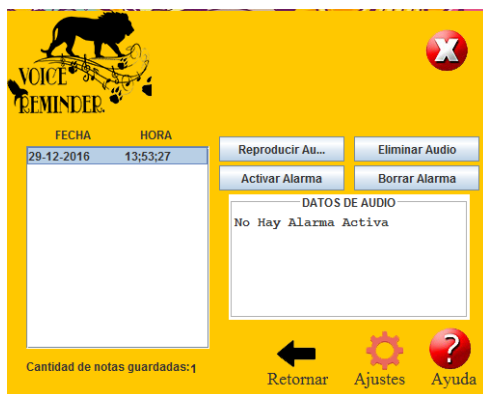 VOICE
REMINDER.
X
FECHA HORA
29-12-2016 13;53;27
Reproducir Au... Eliminar Audio
Activar Alarma Borrar Alarma
DATOS DE AUDIO
No Hay Alarma Activa
Cantidad de notas guardadas:1
Retornar Ajustes ? Ayuda